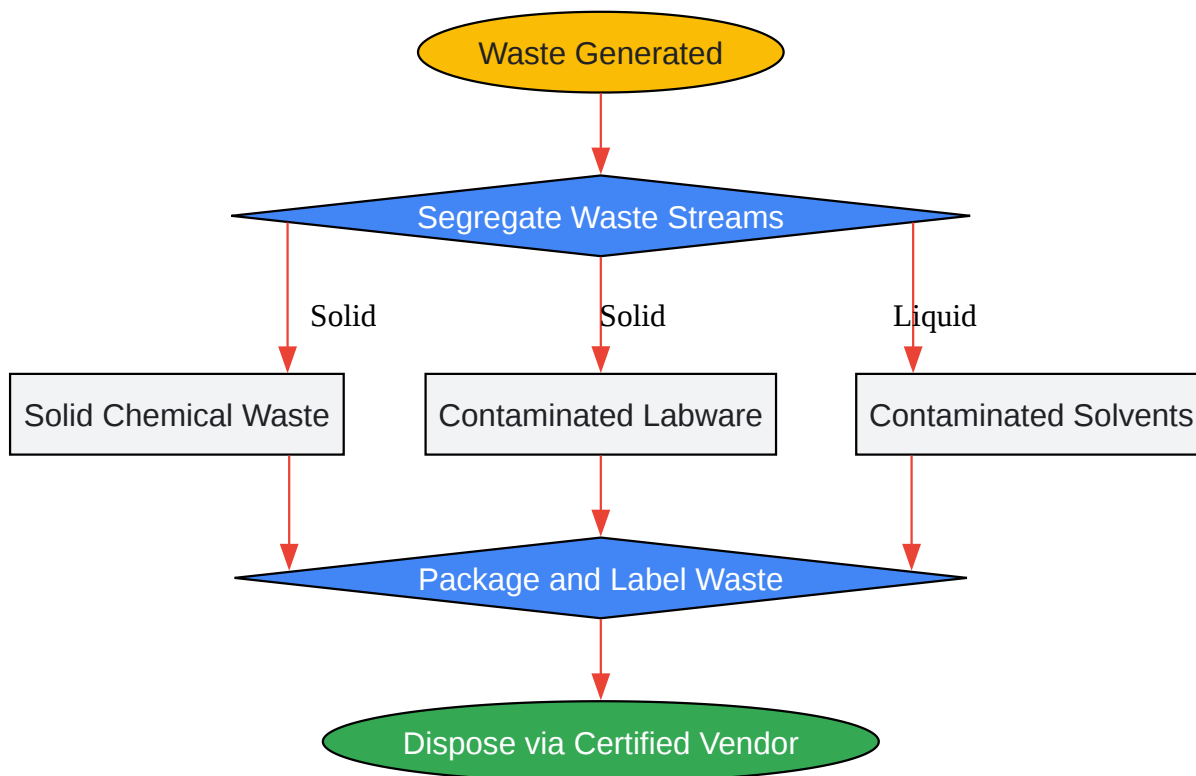 Waste Generated
Segregate Waste Streams
Solid
Solid
Liquid
Solid Chemical Waste
Contaminated Labware
Contaminated Solvents
Package and Label Waste
Dispose via Certified Vendor